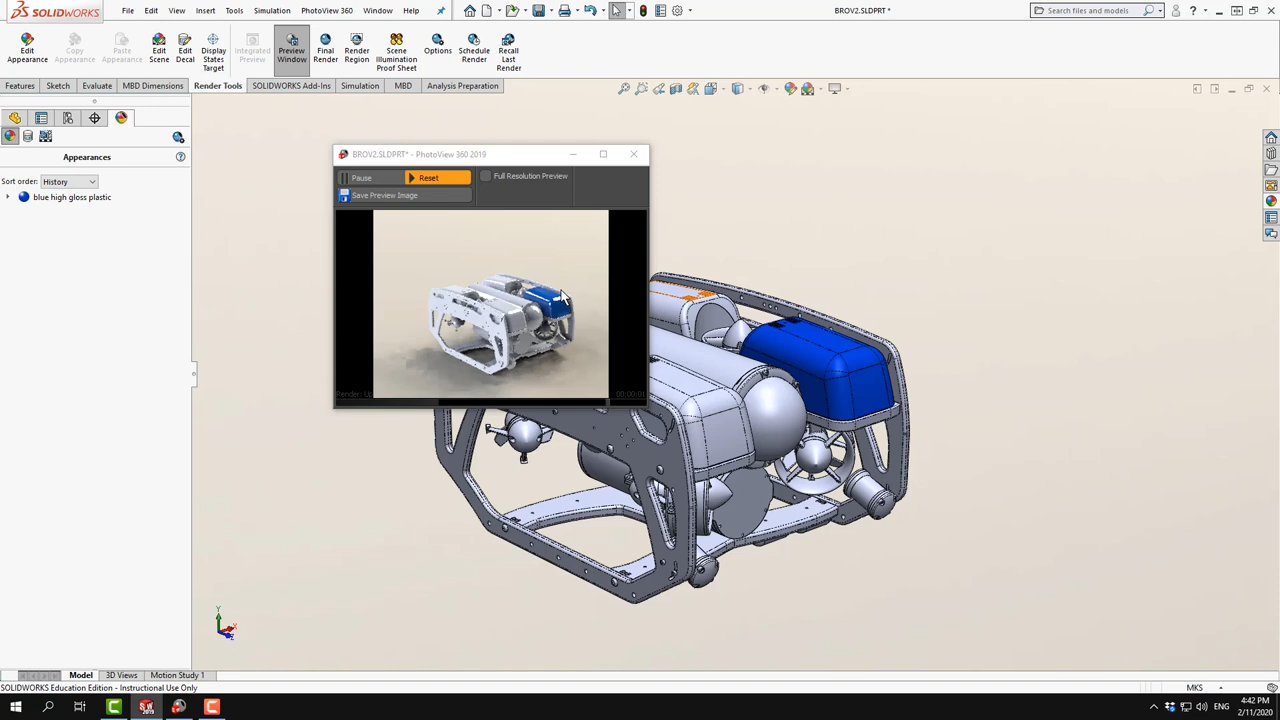 SOLIDWORKS File Edit View Insert Tools Simulation PhotoView 360 Window Help BROV2.SLDPRT * Search files and models
Edit Appearance
Copy Appearance
Paste Appearance
Edit Scene
Edit Decal
Display States Target
Integrated Preview
Preview Window
Final Render
Render Region
Scene Illumination Proof Sheet
Options
Schedule Render
Recall Last Render
Features Sketch Evaluate MBD Dimensions Render Tools SOLIDWORKS Add-Ins Simulation MBD Analysis Preparation
Appearances
Sort order: History
blue high gloss plastic
BROV2.SLDPRT* - PhotoView 360 2019
Pause Reset Full Resolution Preview
Save Preview Image
Render: 00:00:01
Y
X
Z
Model 3D Views Motion Study 1
SOLIDWORKS Education Edition - Instructional Use Only MKS
ENG 4:42 PM
2/11/2020